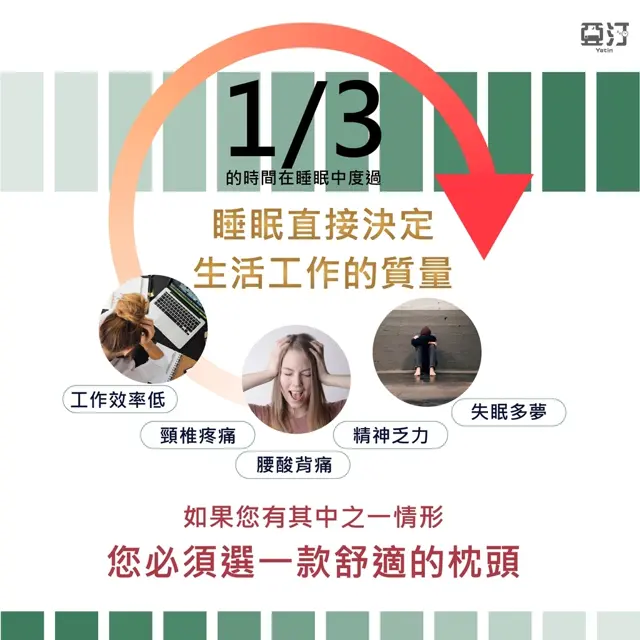 亞汀
Yatin
1/3
的時間在睡眠中度過
睡眠直接決定
生活工作的質量
工作效率低
頸椎疼痛
腰酸背痛
精神乏力
失眠多夢
如果您有其中之一情形
您必須選一款舒適的枕頭